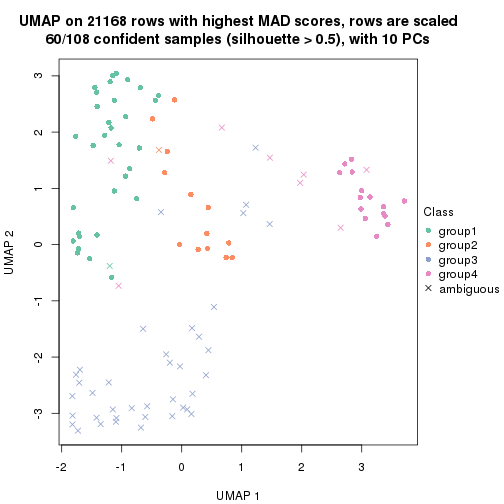 UMAP on 21168 rows with highest MAD scores, rows are scaled
60/108 confident samples (silhouette > 0.5), with 10 PCs
3
2
1
0
-1
-2
-3
UMAP 2
-2
-1
0
1
2
3
UMAP 1
Class
group1
group2
group3
group4
ambiguous